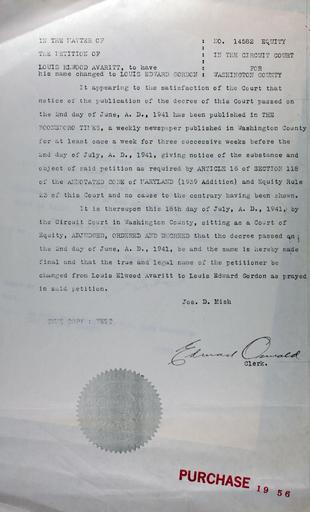 IN THE MATTER OF : NO. 14582 EQUITY
THE PETITION OF : IN THE CIRCUIT COURT
LOUIS ELWOOD AVARITT, to have : FOR
his name changed to LOUIS EDWARD GORDON : WASHINGTON COUNTY
It appearing to the satisfaction of the Court that
notice of the publication of the decree of this Court passed on
the 2nd day of June, A. D., 1941 has been published in THE
BOONSBORO TIMES, a weekly newspaper published in Washington County
for at least once a week for three successive weeks before the
2nd day of July, A. D., 1941, giving notice of the substance and
object of said petition as required by ARTICLE 16 of SECTION 118
of the ANNOTATED CODE of MARYLAND (1939 Addition) and Equity Rule
of this Court and no cause to the contrary having been shown.
It is thereupon this 18th day of July, A. D., 1941, by
the Circuit Court in Washington County, sitting as a Court of
Equity, ADJUDGED, ORDERED AND DECREED that the decree passed on
the 2nd day of June, A. D., 1941, be and the same is hereby made
final and that the true and legal name of the petitioner be
changed from Louis Elwood Avaritt to Louis Edward Gordon as prayed
in said petition.
Jos. D. Mish
TRUE COPY: TEST
Edward Oswald
Clerk.
PURCHASE 1956